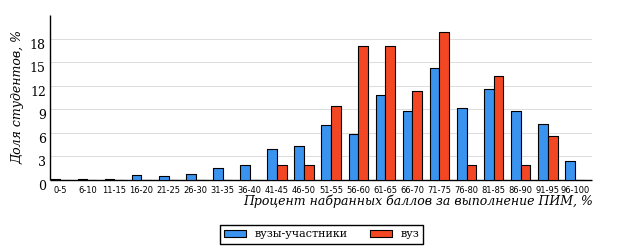 Доля студентов, %
18
15
12
9
6
3
0
0-5 6-10 11-15 16-20 21-25 26-30 31-35 36-40 41-45 46-50 51-55 56-60 61-65 66-70 71-75 76-80 81-85 86-90 91-95 96-100
Процент набранных баллов за выполнение ПИМ, %
вузы-участники вуз